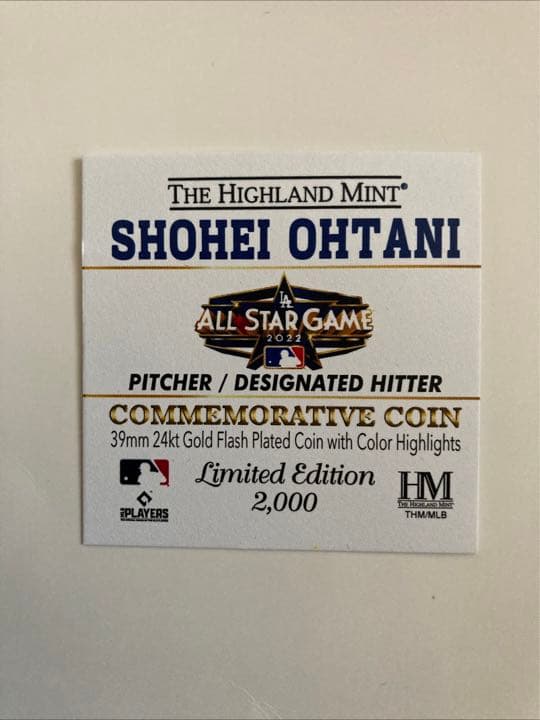 THE HIGHLAND MINT®
SHOHEI OHTANI
LA
ALL STAR GAME
2022
PITCHER / DESIGNATED HITTER
COMMEMORATIVE COIN
39mm 24kt Gold Flash Plated Coin with Color Highlights
Limited Edition
2,000
PLAYERS
HM
THE HIGHLAND MINT
THM/MLB